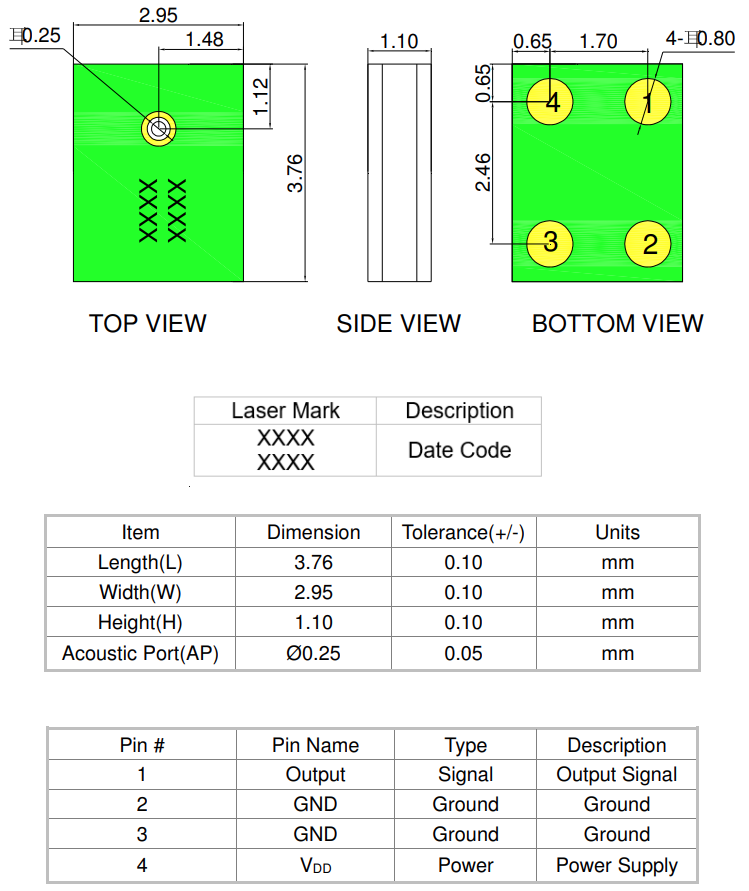 2.95
且0.25
1.48
1.12
3.76
XXXX
XXXX
TOP VIEW
1.10
SIDE VIEW
0.65
1.70
4-且0.80
0.65
2.46
4
1
3
2
BOTTOM VIEW
Laser Mark Description
XXXX
XXXX
Date Code
Item Dimension Tolerance(+/-) Units
Length(L) 3.76 0.10 mm
Width(W) 2.95 0.10 mm
Height(H) 1.10 0.10 mm
Acoustic Port(AP) Ø0.25 0.05 mm
Pin # Pin Name Type Description
1 Output Signal Output Signal
2 GND Ground Ground
3 GND Ground Ground
4 VDD Power Power Supply